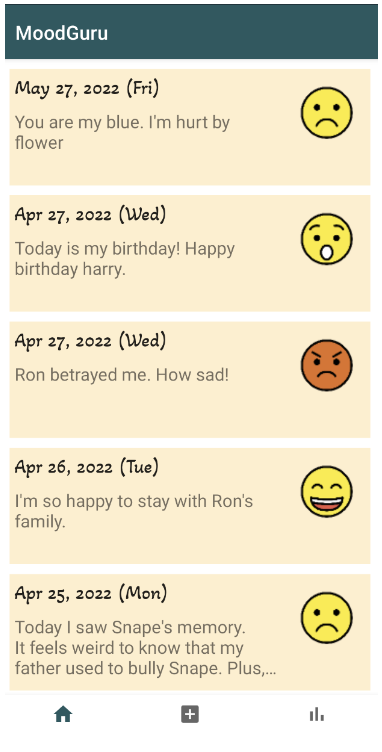 MoodGuru
May 27, 2022 (Fri)
You are my blue. I'm hurt by
flower
Apr 27, 2022 (Wed)
Today is my birthday! Happy
birthday harry.
Apr 27, 2022 (Wed)
Ron betrayed me. How sad!
Apr 26, 2022 (Tue)
I'm so happy to stay with Ron's
family.
Apr 25, 2022 (Mon)
Today I saw Snape's memory.
It feels weird to know that my
father used to bully Snape. Plus,...